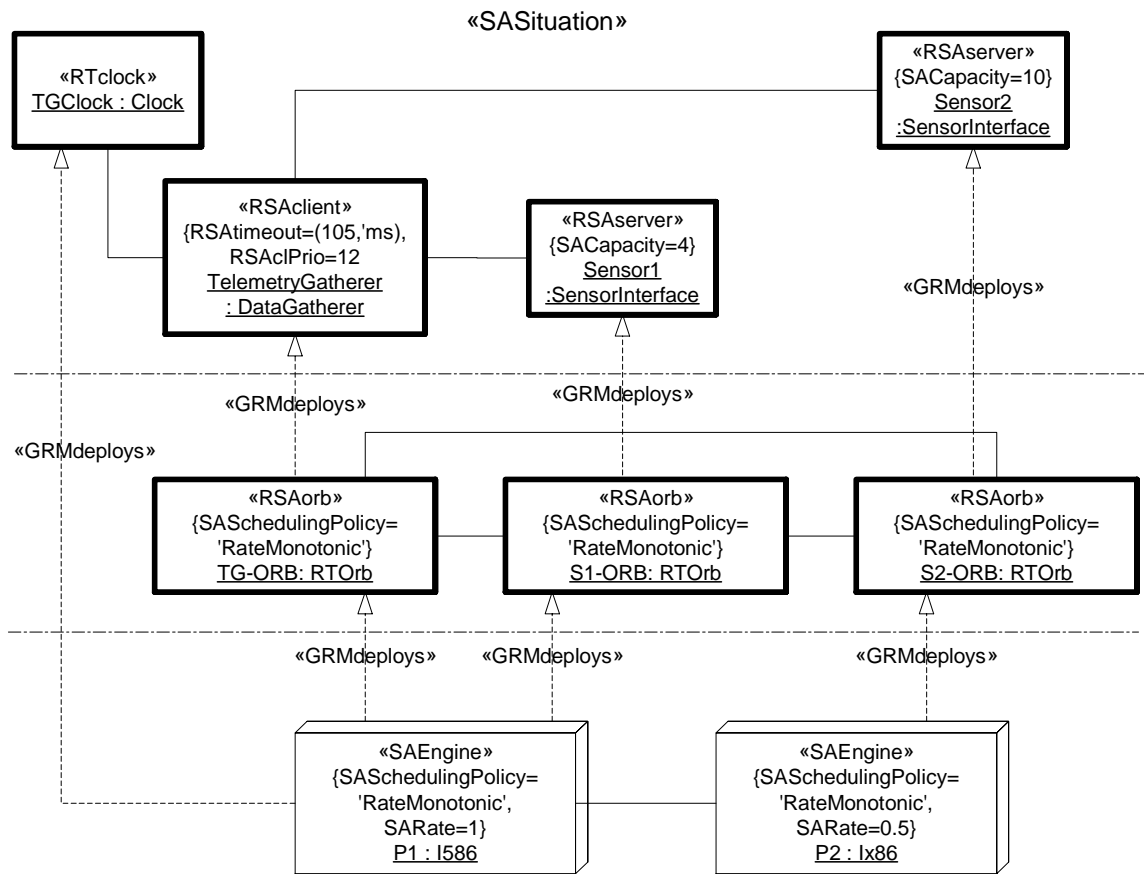 «SASituation»
«RTclock»
TGClock : Clock
«RSAserver»
{SACapacity=10}
Sensor2
:SensorInterface
«RSAclient»
{RSAtimeout=(105,'ms),
RSAclPrio=12
TelemetryGatherer
: DataGatherer
«RSAserver»
{SACapacity=4}
Sensor1
:SensorInterface
«GRMdeploys»
«GRMdeploys»
«GRMdeploys»
«GRMdeploys»
«RSAorb»
{SASchedulingPolicy=
'RateMonotonic'}
TG-ORB: RTOrb
«RSAorb»
{SASchedulingPolicy=
'RateMonotonic'}
S1-ORB: RTOrb
«RSAorb»
{SASchedulingPolicy=
'RateMonotonic'}
S2-ORB: RTOrb
«GRMdeploys»
«GRMdeploys»
«GRMdeploys»
«SAEngine»
{SASchedulingPolicy=
'RateMonotonic',
SARate=1}
P1 : I586
«SAEngine»
{SASchedulingPolicy=
'RateMonotonic',
SARate=0.5}
P2 : Ix86